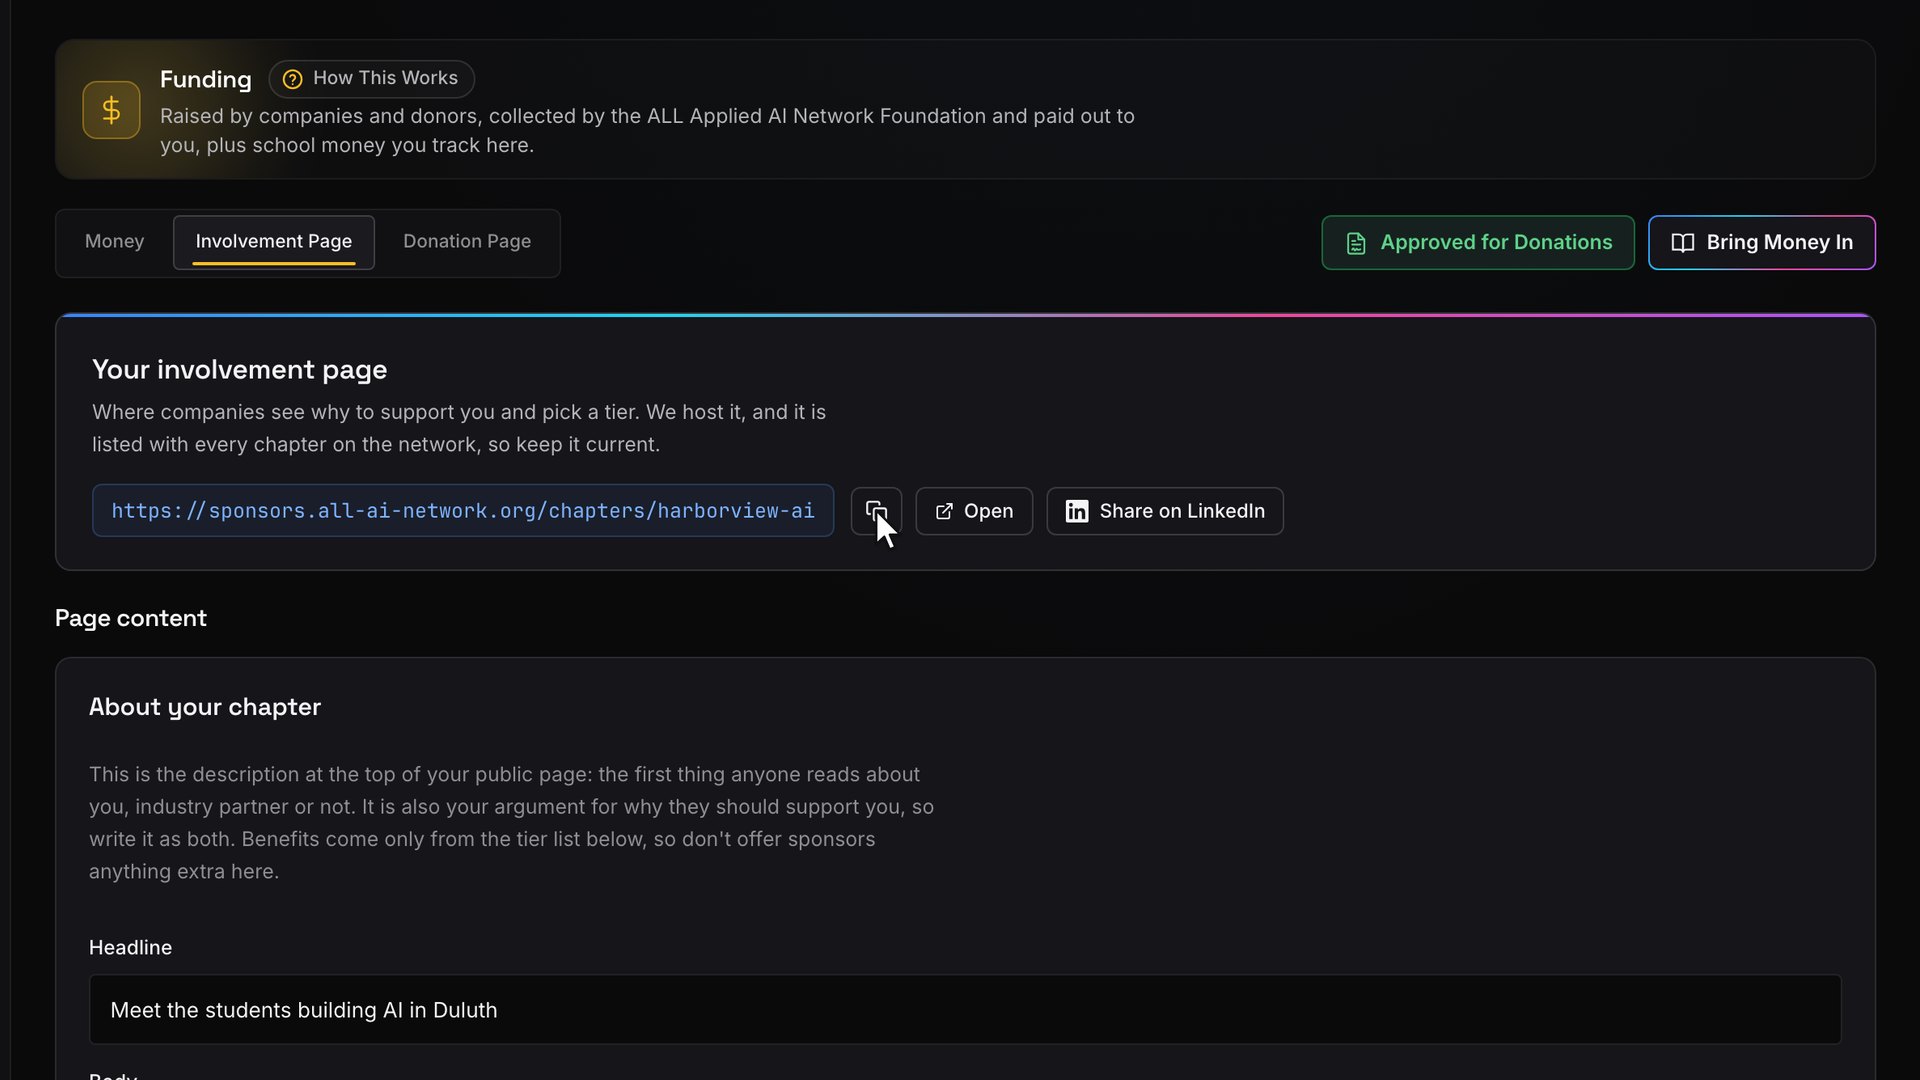 Funding
How This Works
Raised by companies and donors, collected by the ALL Applied AI Network Foundation and paid out to
you, plus school money you track here.
Money
Involvement Page
Donation Page
Approved for Donations
Bring Money In
Your involvement page
Where companies see why to support you and pick a tier. We host it, and it is
listed with every chapter on the network, so keep it current.
https://sponsors.all-ai-network.org/chapters/harborview-ai
Open
Share on LinkedIn
Page content
About your chapter
This is the description at the top of your public page: the first thing anyone reads about
you, industry partner or not. It is also your argument for why they should support you, so
write it as both. Benefits come only from the tier list below, so don't offer sponsors
anything extra here.
Headline
Meet the students building AI in Duluth
Body